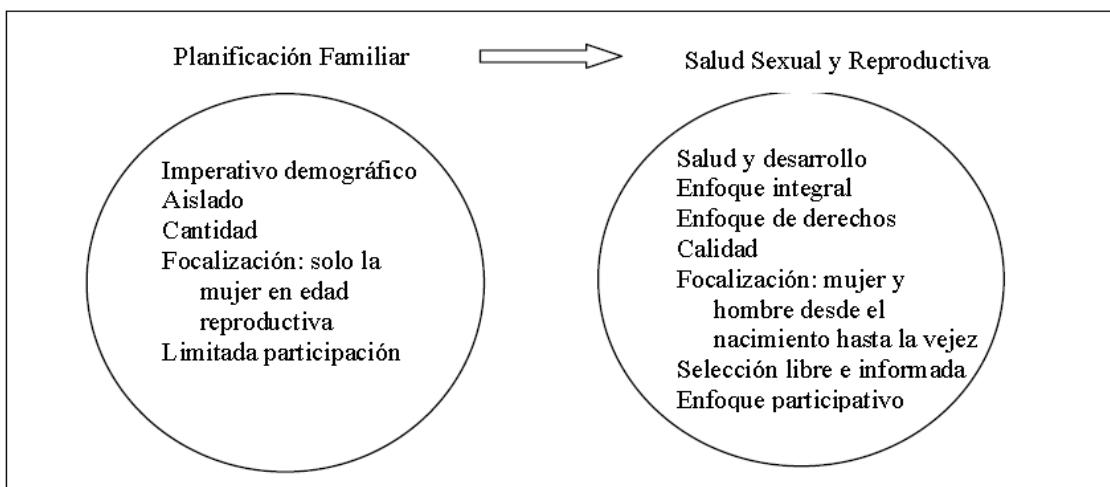 Planificación Familiar
Salud Sexual y Reproductiva
Imperativo demográfico
Aislado
Cantidad
Focalización: solo la
mujer en edad
reproductiva
Limitada participación
Salud y desarrollo
Enfoque integral
Enfoque de derechos
Calidad
Focalización: mujer y
hombre desde el
nacimiento hasta la vejez
Selección libre e informada
Enfoque participativo